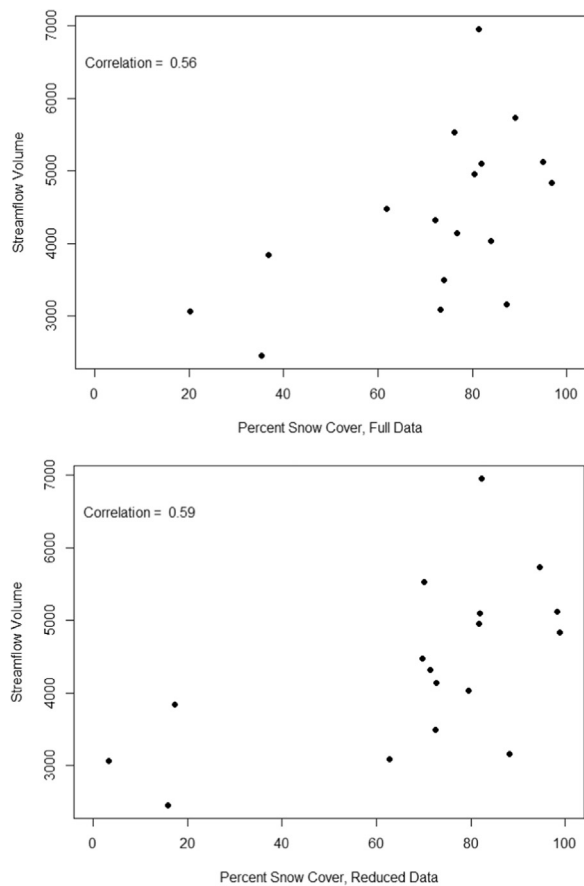 7000
Correlation = 0.56
6000
Streamflow Volume
5000
4000
3000
0 20 40 60 80 100
Percent Snow Cover, Full Data
7000
Correlation = 0.59
6000
Streamflow Volume
5000
4000
3000
0 20 40 60 80 100
Percent Snow Cover, Reduced Data